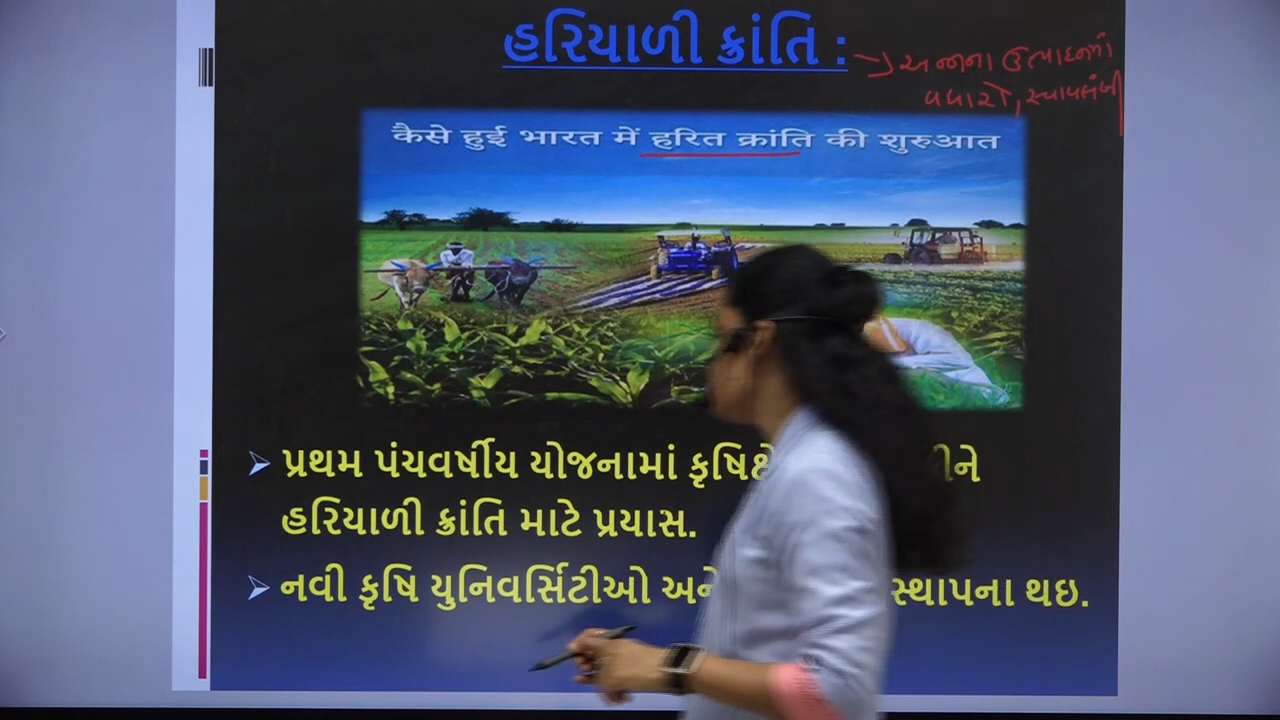 હરિયાળી ક્રાંતિ :
અન્નના ઉત્પાદનમાં
વધારો, સ્વાવલંબી
कैसे हुई भारत में हरित क्रांति की शुरुआत
પ્રથમ પંચવર્ષીય યોજનામાં
હરિયાળી ક્રાંતિ માટે પ્રયાસ.
નવી કૃષિ યુનિવર્સિટીઓ અને સ્થાપના થઇ.